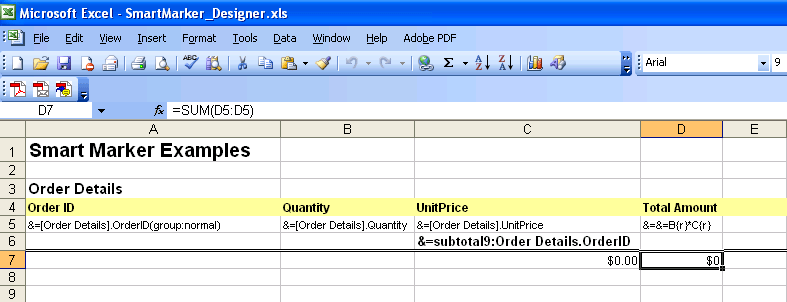 Microsoft Excel - SmartMarker_Designer.xls
File Edit View Insert Format Tools Data Window Help Adobe PDF
ABC Σ A Z Z A Arial 9
D7 fx =SUM(D5:D5)
A B C D E
1 Smart Marker Examples
2
3 Order Details
4 Order ID Quantity UnitPrice Total Amount
5 &=[Order Details].OrderID(group:normal) &=[Order Details].Quantity &=[Order Details].UnitPrice &=&=B{r}*C{r}
6 &=subtotal9:Order Details.OrderID
7 $0.00 $0
8
9